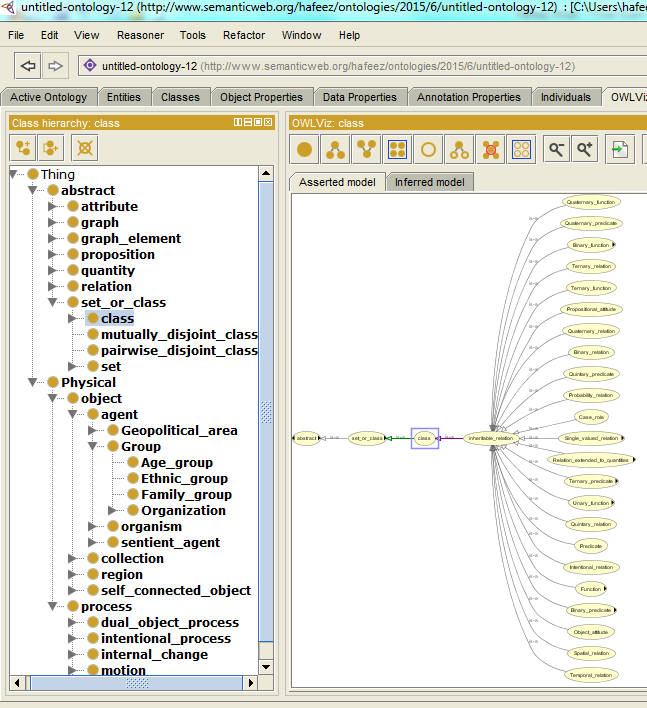 untitled-ontology-12 (http://www.semanticweb.org/hafeez/ontologies/2015/6/untitled-ontology-12) : [C:\Users\hafe
File Edit View Reasoner Tools Refactor Window Help
untitled-ontology-12 (http://www.semanticweb.org/hafeez/ontologies/2015/6/untitled-ontology-12)
Active Ontology Entities Classes Object Properties Data Properties Annotation Properties Individuals OWLViz
Class hierarchy: class
OWLViz: class
Asserted model Inferred model
Thing
abstract
attribute
graph
graph_element
proposition
quantity
relation
set_or_class
class
mutually_disjoint_class
pairwise_disjoint_class
set
Physical
object
agent
Geopolitical_area
Group
Age_group
Ethnic_group
Family_group
Organization
organism
sentient_agent
collection
region
self_connected_object
process
dual_object_process
intentional_process
internal_change
motion
abstract
set_or_class
class
inheritable_relation
Quaternary_function
Quaternary_predicate
Binary_function
Ternary_relation
Ternary_function
Propositional_attitude
Quaternary_relation
Binary_relation
Quintary_predicate
Probability_relation
Case_role
Single_valued_relation
Relation_extended_to_quantities
Ternary_predicate
Unary_function
Quintary_relation
Predicate
Intentional_relation
Function
Binary_predicate
Object_attitude
Spatial_relation
Temporal_relation